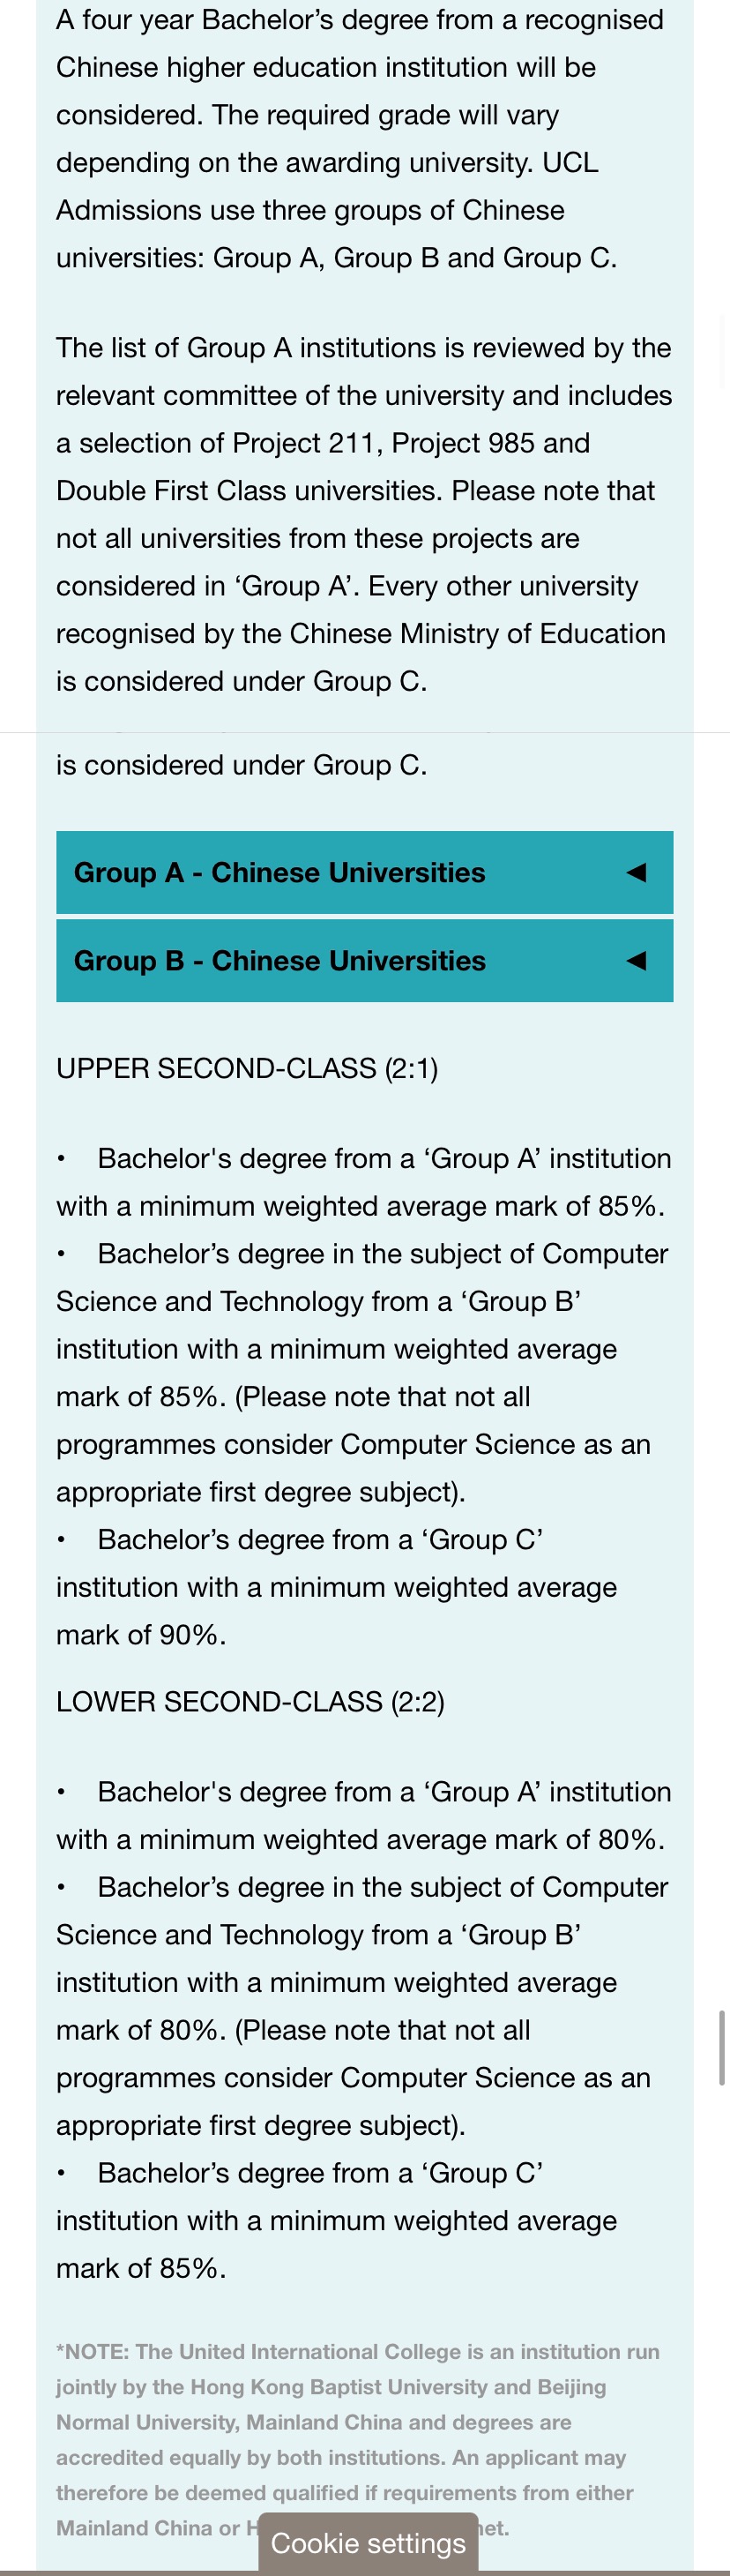 A four year Bachelor’s degree from a recognised
Chinese higher education institution will be
considered. The required grade will vary
depending on the awarding university. UCL
Admissions use three groups of Chinese
universities: Group A, Group B and Group C.
The list of Group A institutions is reviewed by the
relevant committee of the university and includes
a selection of Project 211, Project 985 and
Double First Class universities. Please note that
not all universities from these projects are
considered in ‘Group A’. Every other university
recognised by the Chinese Ministry of Education
is considered under Group C.
is considered under Group C.
Group A - Chinese Universities
Group B - Chinese Universities
UPPER SECOND-CLASS (2:1)
• Bachelor's degree from a ‘Group A’ institution
with a minimum weighted average mark of 85%.
• Bachelor’s degree in the subject of Computer
Science and Technology from a ‘Group B’
institution with a minimum weighted average
mark of 85%. (Please note that not all
programmes consider Computer Science as an
appropriate first degree subject).
• Bachelor’s degree from a ‘Group C’
institution with a minimum weighted average
mark of 90%.
LOWER SECOND-CLASS (2:2)
• Bachelor's degree from a ‘Group A’ institution
with a minimum weighted average mark of 80%.
• Bachelor’s degree in the subject of Computer
Science and Technology from a ‘Group B’
institution with a minimum weighted average
mark of 80%. (Please note that not all
programmes consider Computer Science as an
appropriate first degree subject).
• Bachelor’s degree from a ‘Group C’
institution with a minimum weighted average
mark of 85%.
*NOTE: The United International College is an institution run
jointly by the Hong Kong Baptist University and Beijing
Normal University, Mainland China and degrees are
accredited equally by both institutions. An applicant may
therefore be deemed qualified if requirements from either
Mainland China or
Cookie settings